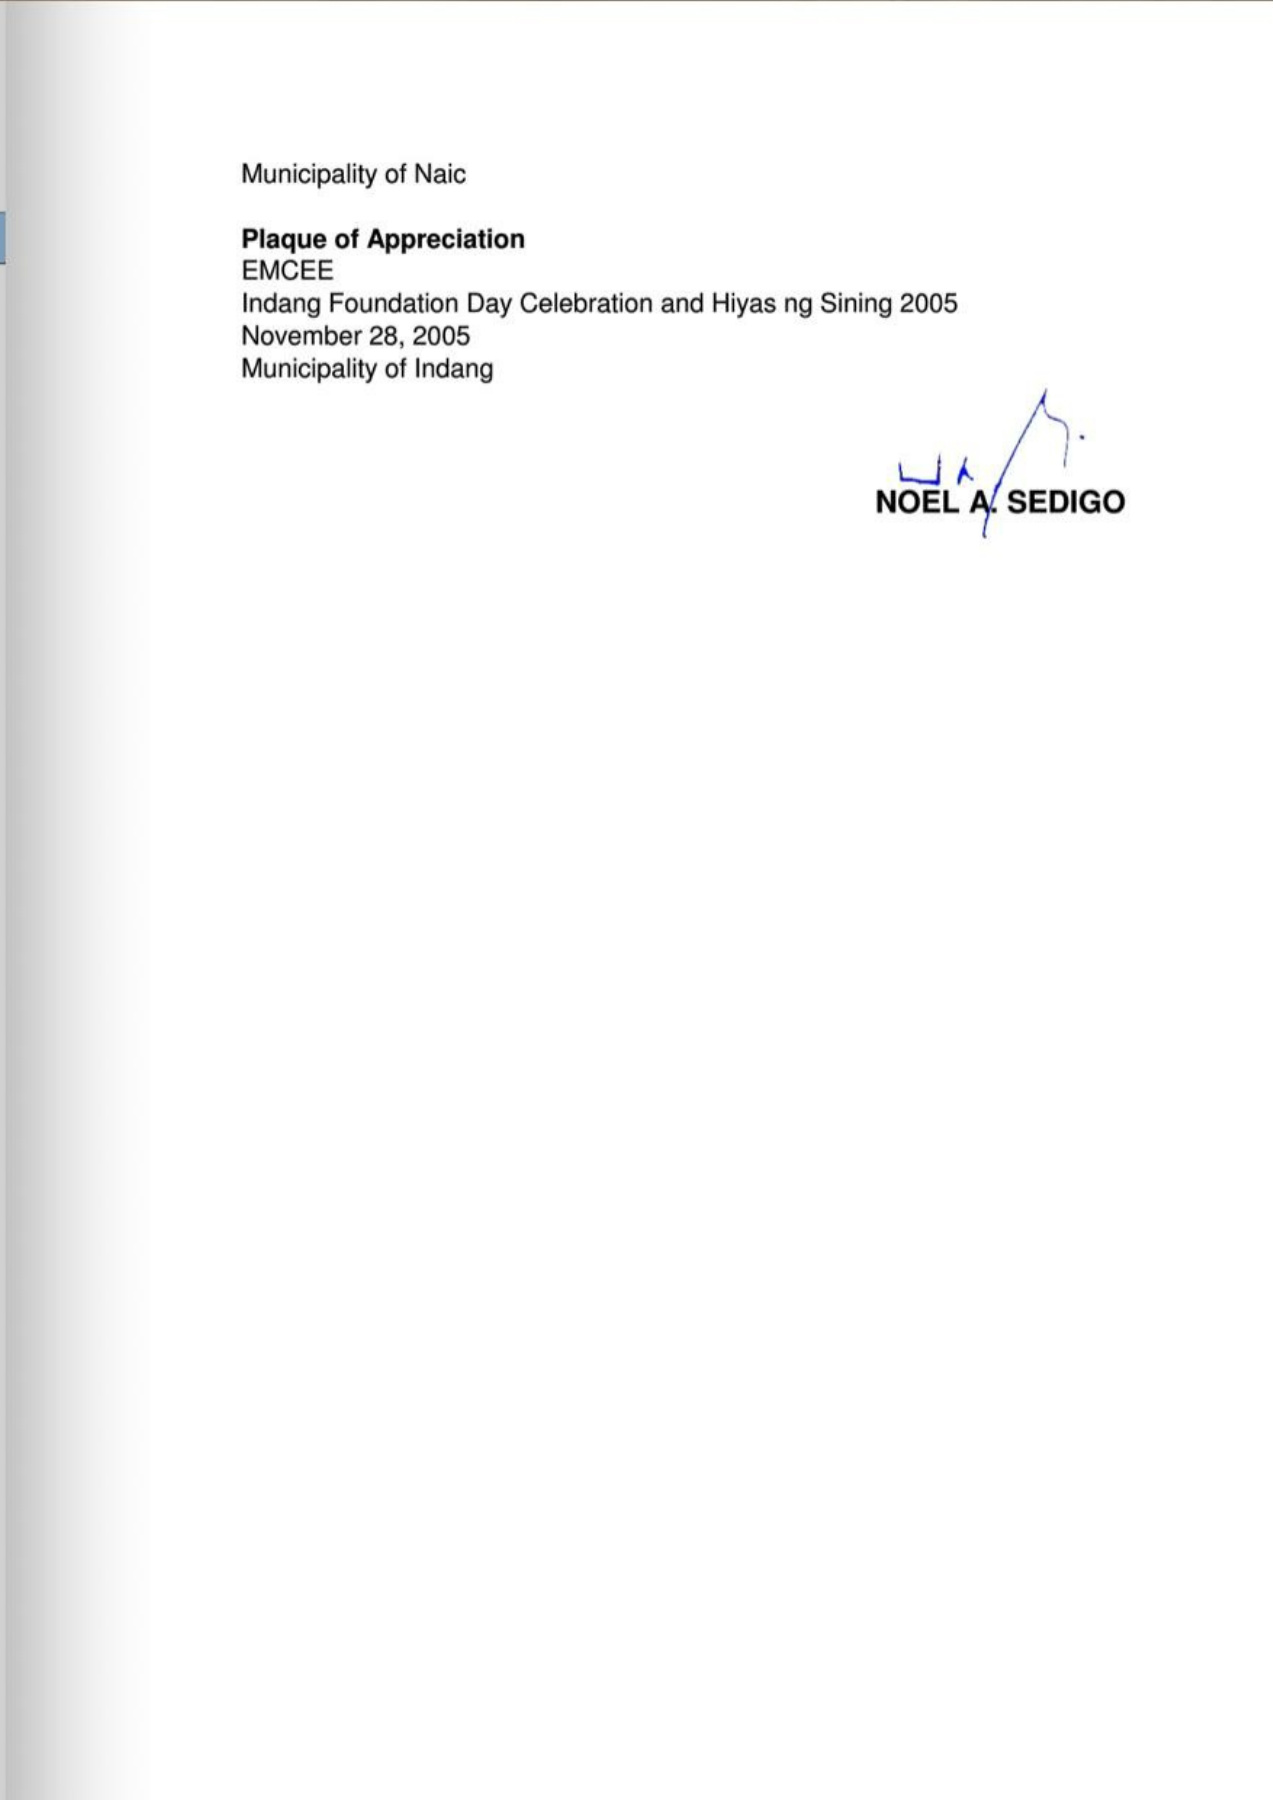 Municipality of Naic
Plaque of Appreciation
EMCEE
Indang Foundation Day Celebration and Hiyas ng Sining 2005
November 28, 2005
Municipality of Indang
NOEL A. SEDIGO